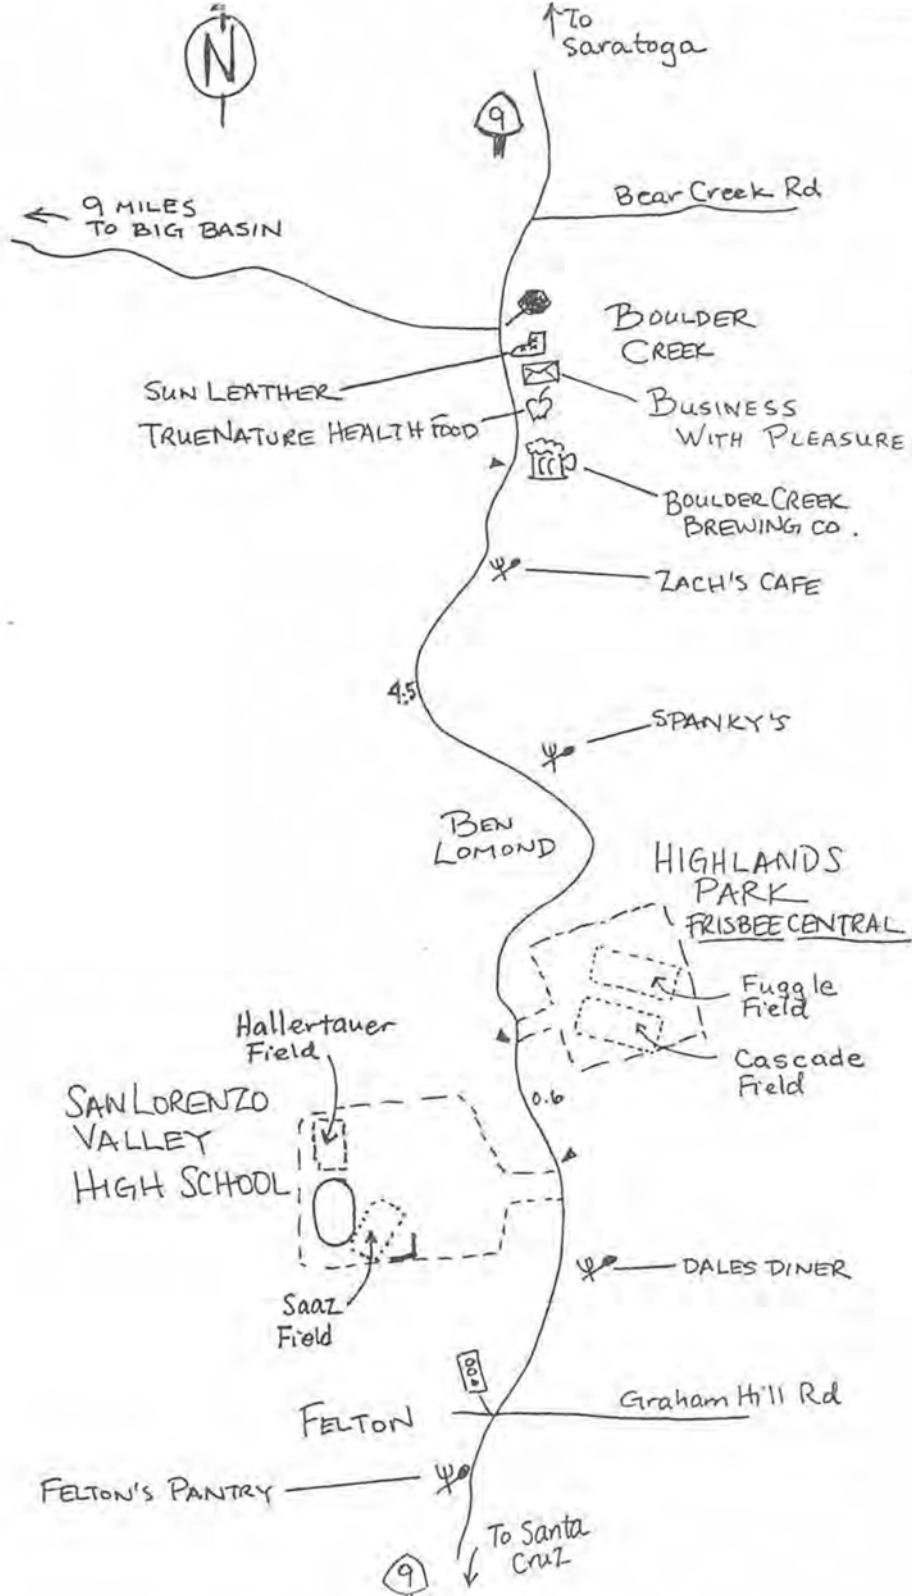 N
↑ To
Saratoga
9
Bear Creek Rd
← 9 MILES
TO BIG BASIN
BOULDER
CREEK
SUN LEATHER
BUSINESS
WITH PLEASURE
TRUENATURE HEALTH FOOD
BOULDER CREEK
BREWING CO.
ZACH'S CAFE
4.5
SPANKY'S
BEN
LOMOND
HIGHLANDS
PARK
FRISBEE CENTRAL
Fuggle
Field
Cascade
Field
Hallertauer
Field
0.6
SAN LORENZO
VALLEY
HIGH SCHOOL
DALES DINER
Saaz
Field
Graham Hill Rd
FELTON
FELTON'S PANTRY
To Santa
Cruz
9